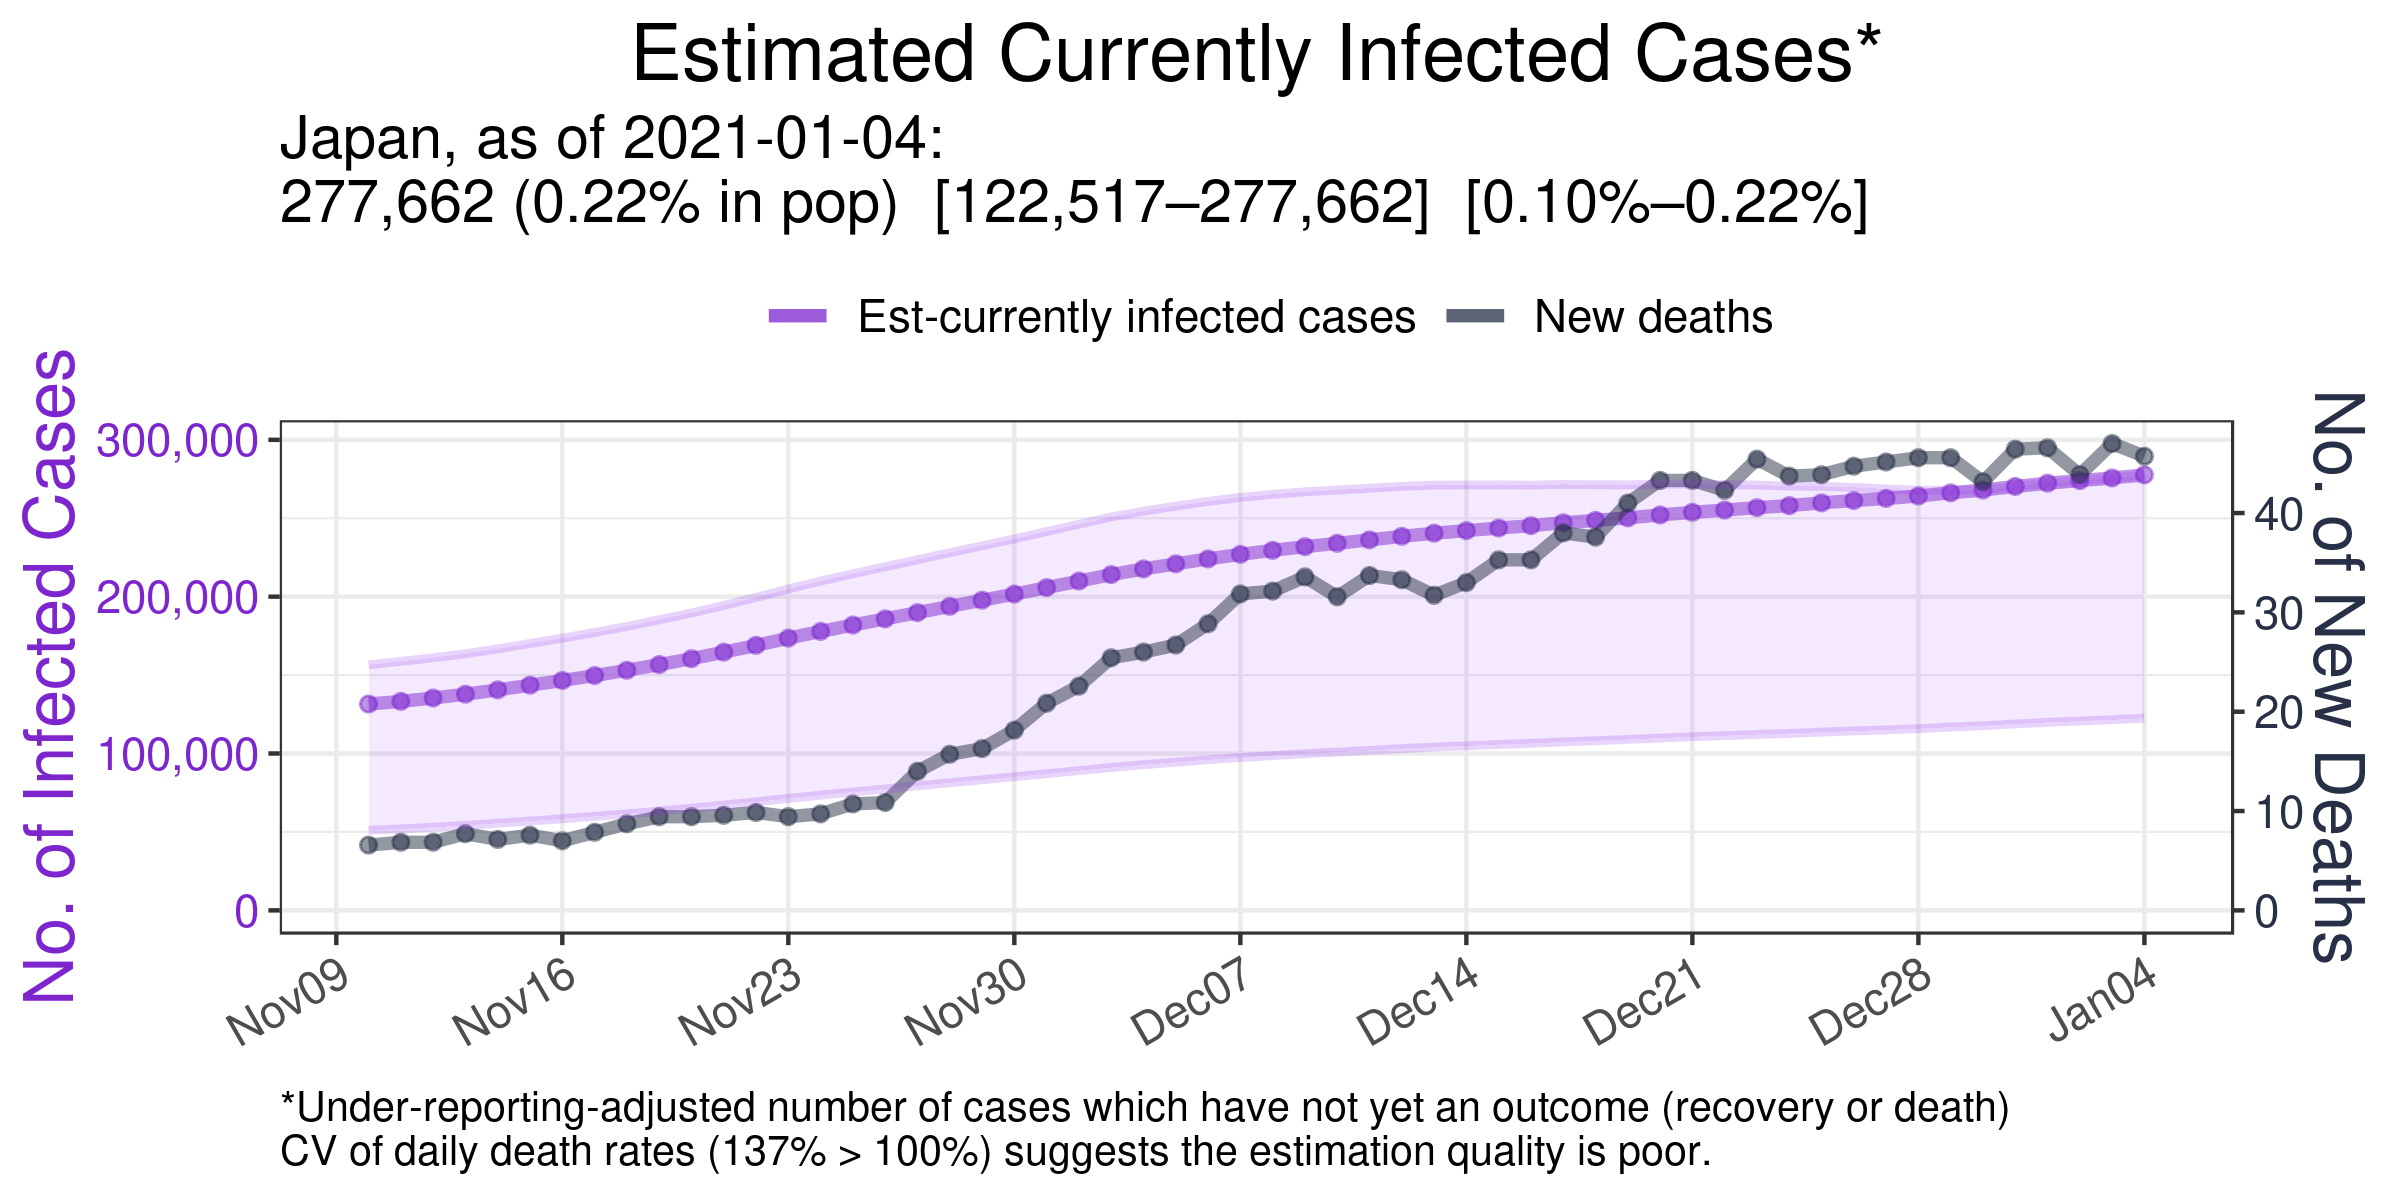 Estimated Currently Infected Cases*
Japan, as of 2021-01-04:
277,662 (0.22% in pop)  [122,517–277,662]  [0.10%–0.22%]
Est-currently infected cases
New deaths
No. of Infected Cases
300,000
200,000
100,000
0
No. of New Deaths
40
30
20
10
0
Nov09
Nov16
Nov23
Nov30
Dec07
Dec14
Dec21
Dec28
Jan04
*Under-reporting-adjusted number of cases which have not yet an outcome (recovery or death)
CV of daily death rates (137% > 100%) suggests the estimation quality is poor.